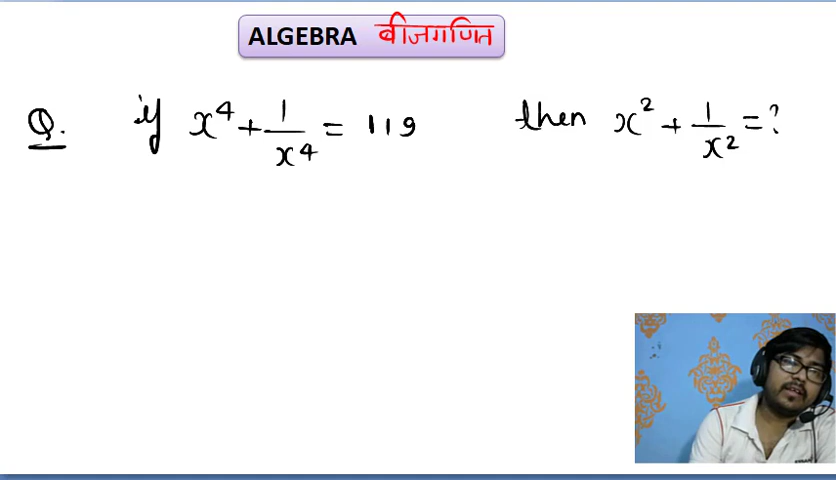 ALGEBRA बीजगणित
Q. if x⁴ + 1/x⁴ = 119 then x² + 1/x² = ?